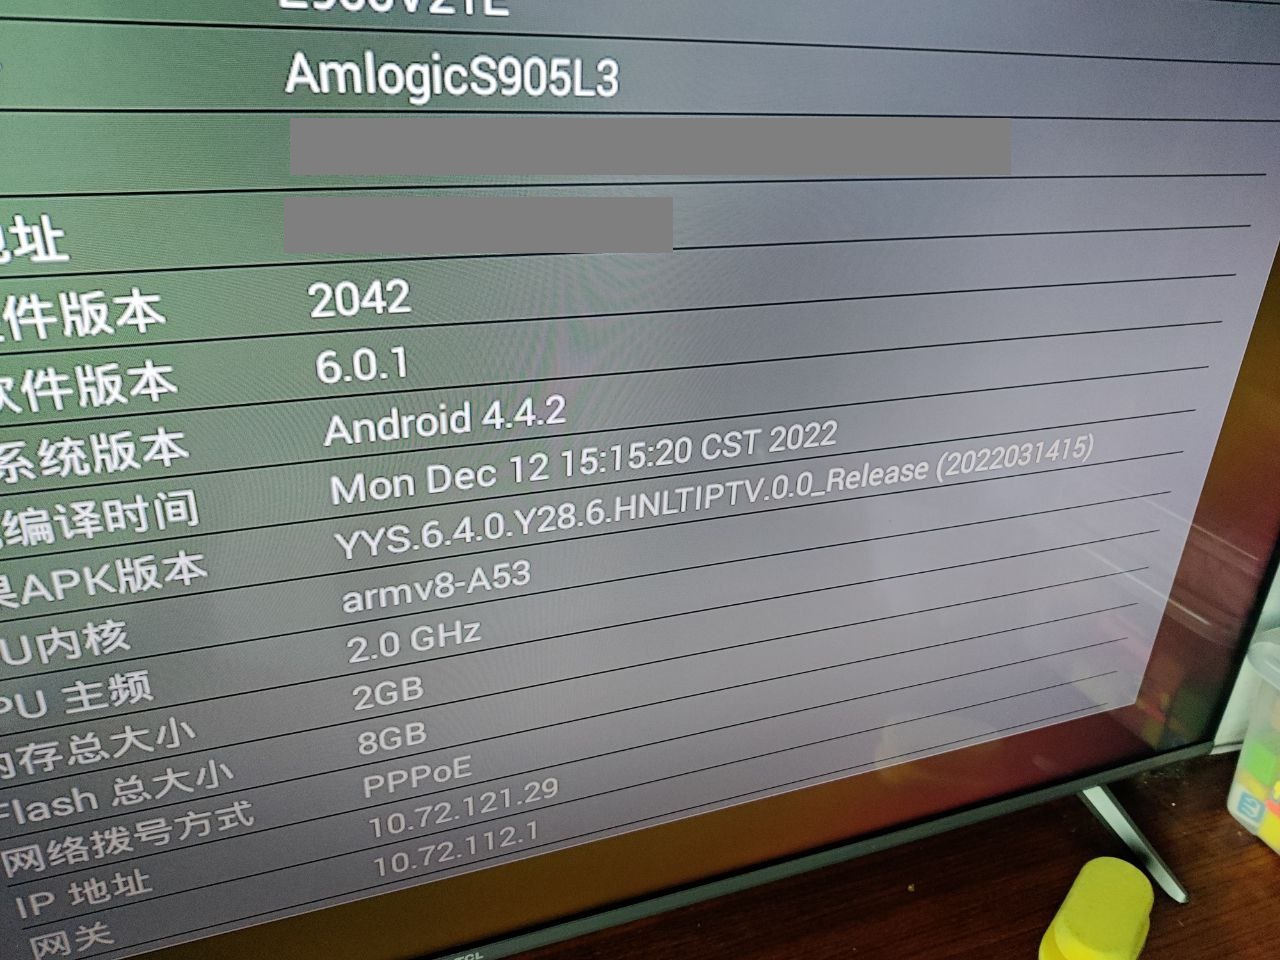 AmlogicS905L3
地址
件版本 2042
软件版本 6.0.1
系统版本 Android 4.4.2
编译时间 Mon Dec 12 15:15:20 CST 2022
APK版本 YYS.6.4.0.Y28.6.HNLTIPTV.0.0_Release (2022031415)
U内核 armv8-A53
PU 主频 2.0 GHz
内存总大小 2GB
Flash 总大小 8GB
网络拨号方式 PPPoE
IP 地址 10.72.121.29
网关 10.72.112.1
TCL